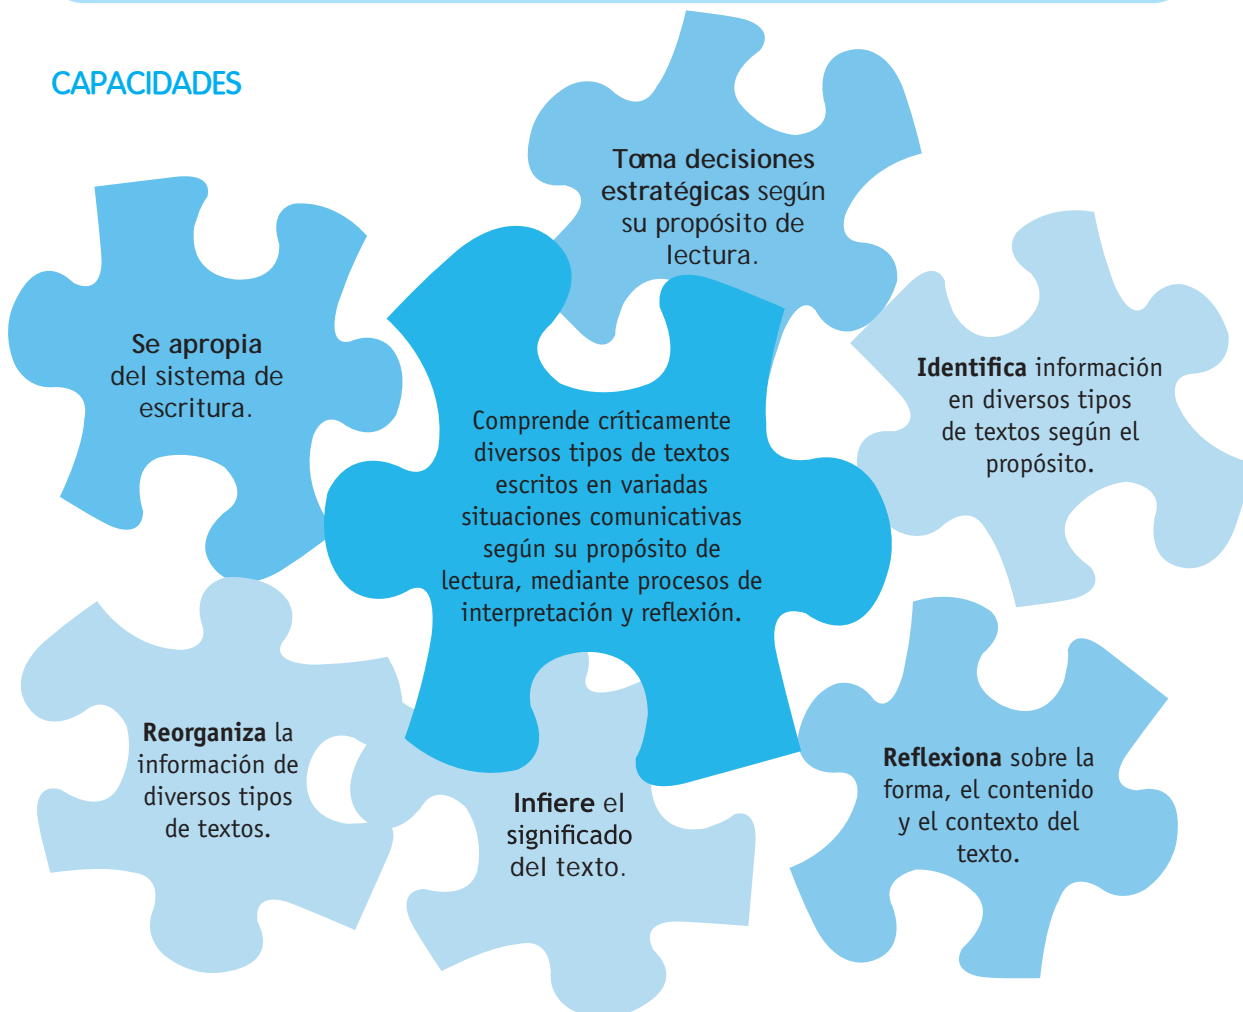 CAPACIDADES
Toma decisiones
estratégicas según
su propósito de
lectura.
Se apropia
del sistema de
escritura.
Identifica información
en diversos tipos
de textos según el
propósito.
Comprende críticamente
diversos tipos de textos
escritos en variadas
situaciones comunicativas
según su propósito de
lectura, mediante procesos de
interpretación y reflexión.
Reorganiza la
información de
diversos tipos
de textos.
Infiere el
significado
del texto.
Reflexiona sobre la
forma, el contenido
y el contexto del
texto.